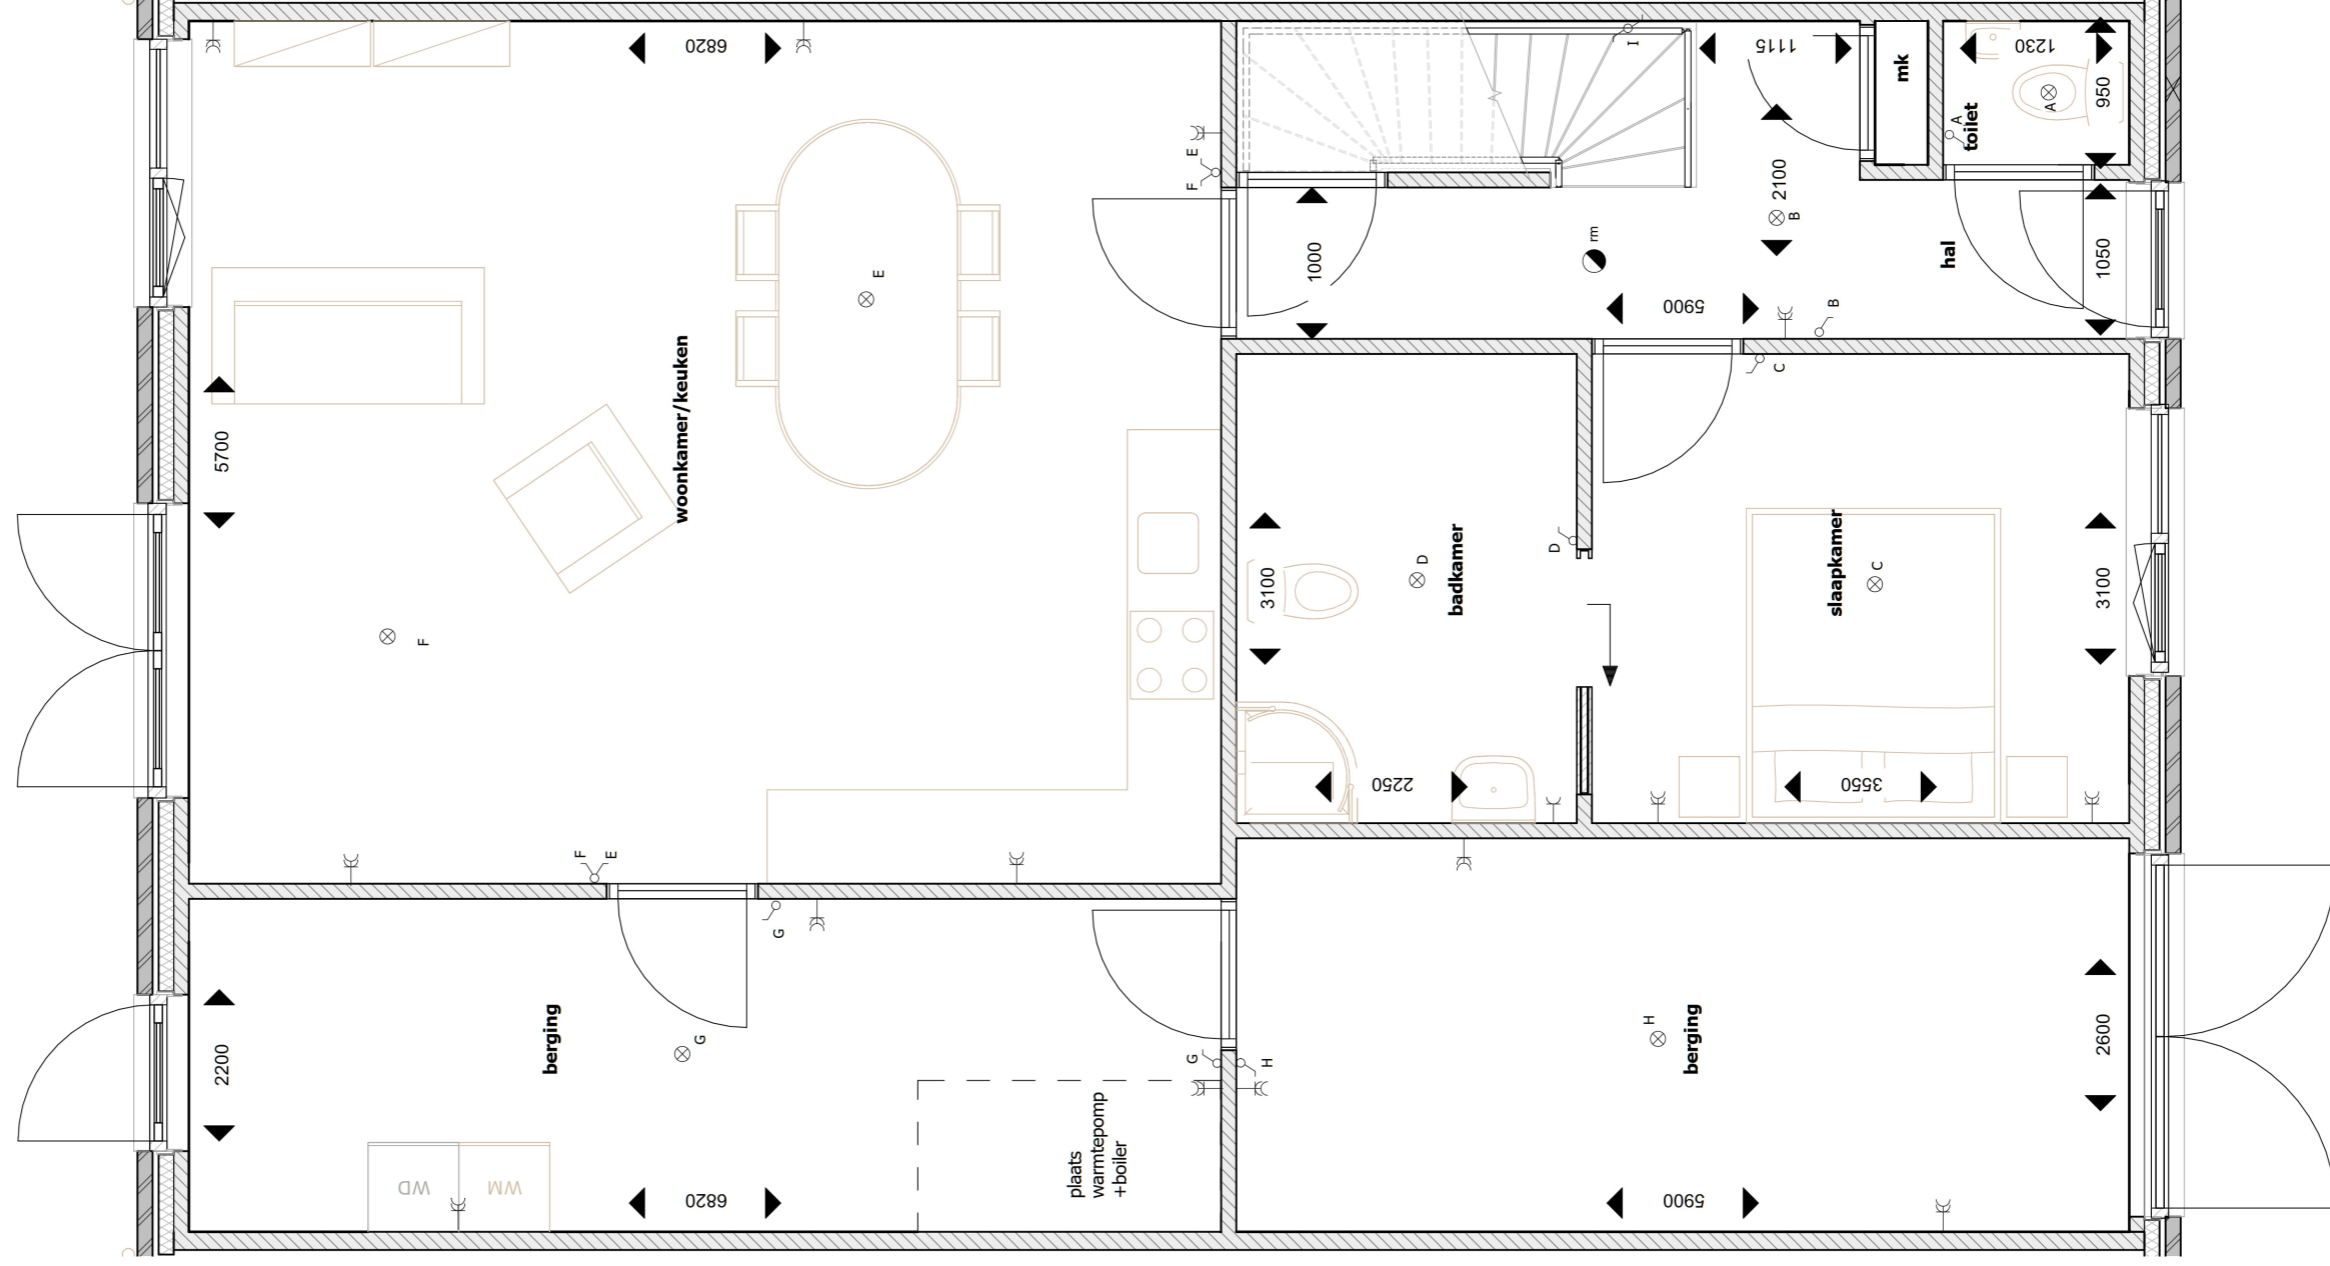 6820
I
1115
mk
1230
950
A
A
toilet
E
F
2100
B
rm
1000
hal
1050
E
B
5900
C
woonkamer/keuken
5700
F
D
D
badkamer
3100
slaapkamer
C
3100
2250
3550
F
E
G
berging
2200
G
G
H
H
berging
2600
plaats
warmtepomp
+boiler
WD
WM
6820
5900